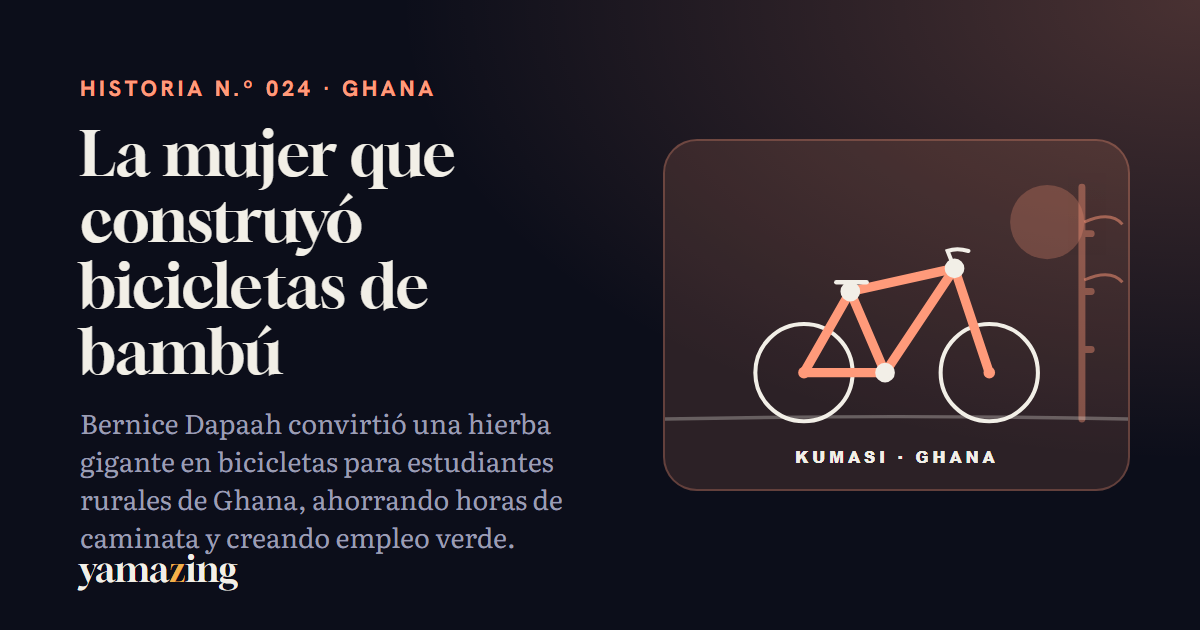 HISTORIA N.º 024 · GHANA
La mujer que
construyó
bicicletas de
bambú
Bernice Dapaah convirtió una hierba
gigante en bicicletas para estudiantes
rurales de Ghana, ahorrando horas de
caminata y creando empleo verde.
yamazing
KUMASI · GHANA